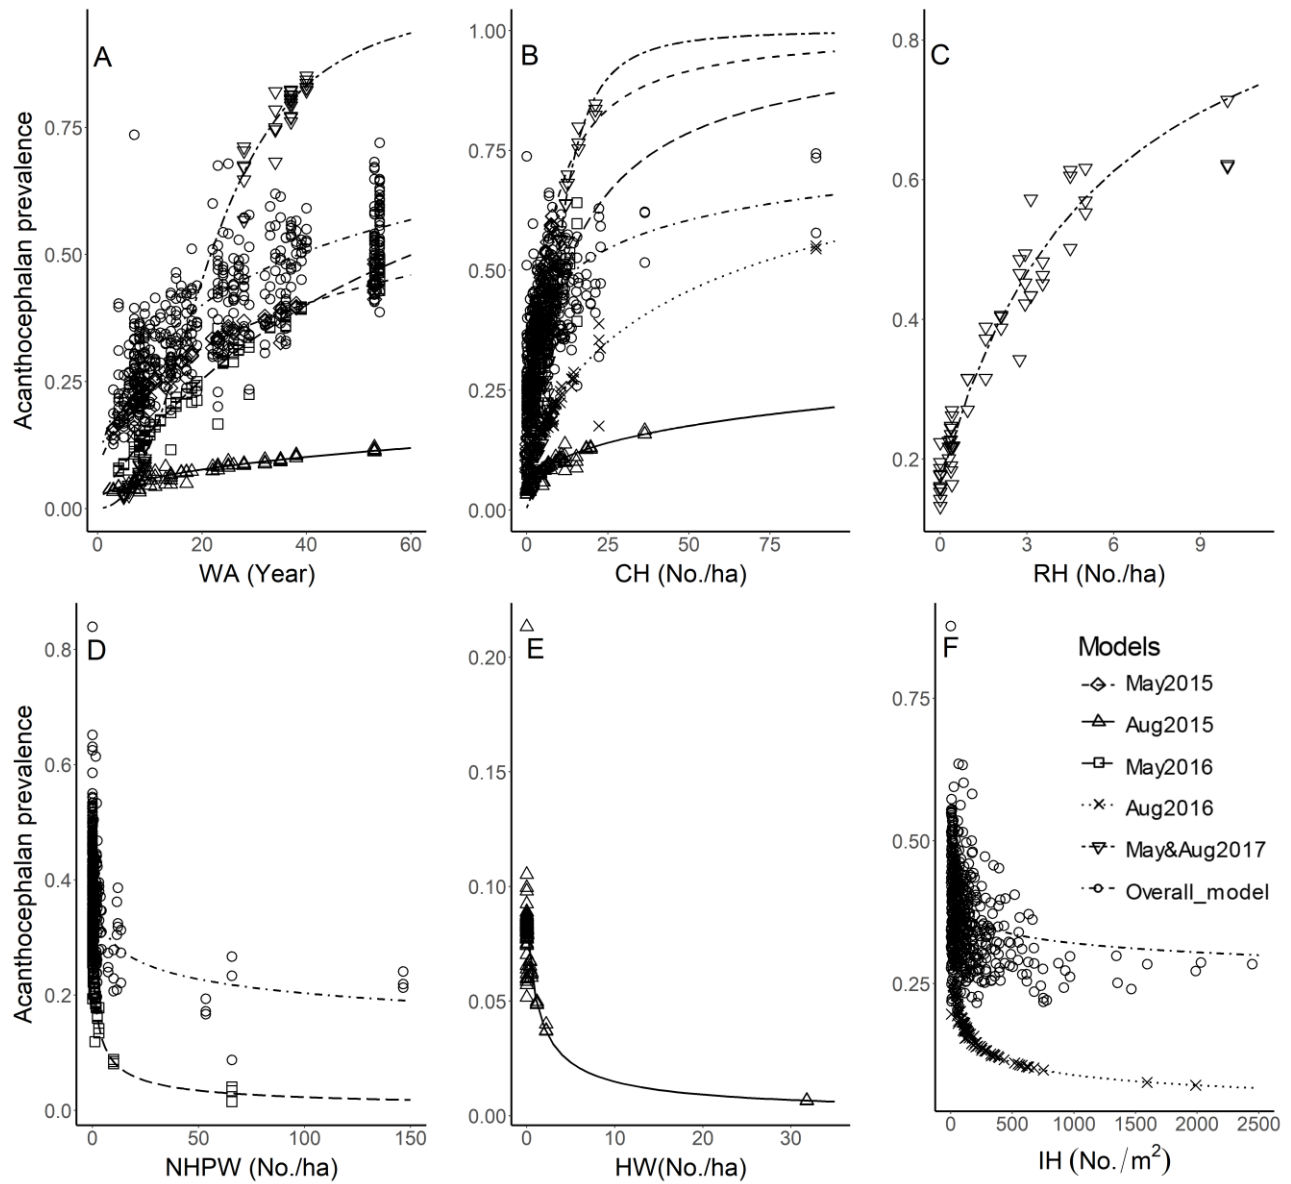 A
B
C
Acanthocephalan prevalence
0.75
0.50
0.25
0.00
0
20
40
60
WA (Year)
1.00
0.75
0.50
0.25
0.00
0
25
50
75
CH (No./ha)
0.8
0.6
0.4
0.2
0
3
6
9
RH (No./ha)
D
E
F
Acanthocephalan prevalence
0.8
0.6
0.4
0.2
0.0
0
50
100
150
NHPW (No./ha)
0.20
0.15
0.10
0.05
0.00
0
10
20
30
HW(No./ha)
0.75
0.50
0.25
0
500
1000
1500
2000
2500
IH (No./m²)
Models
May2015
Aug2015
May2016
Aug2016
May&Aug2017
Overall_model